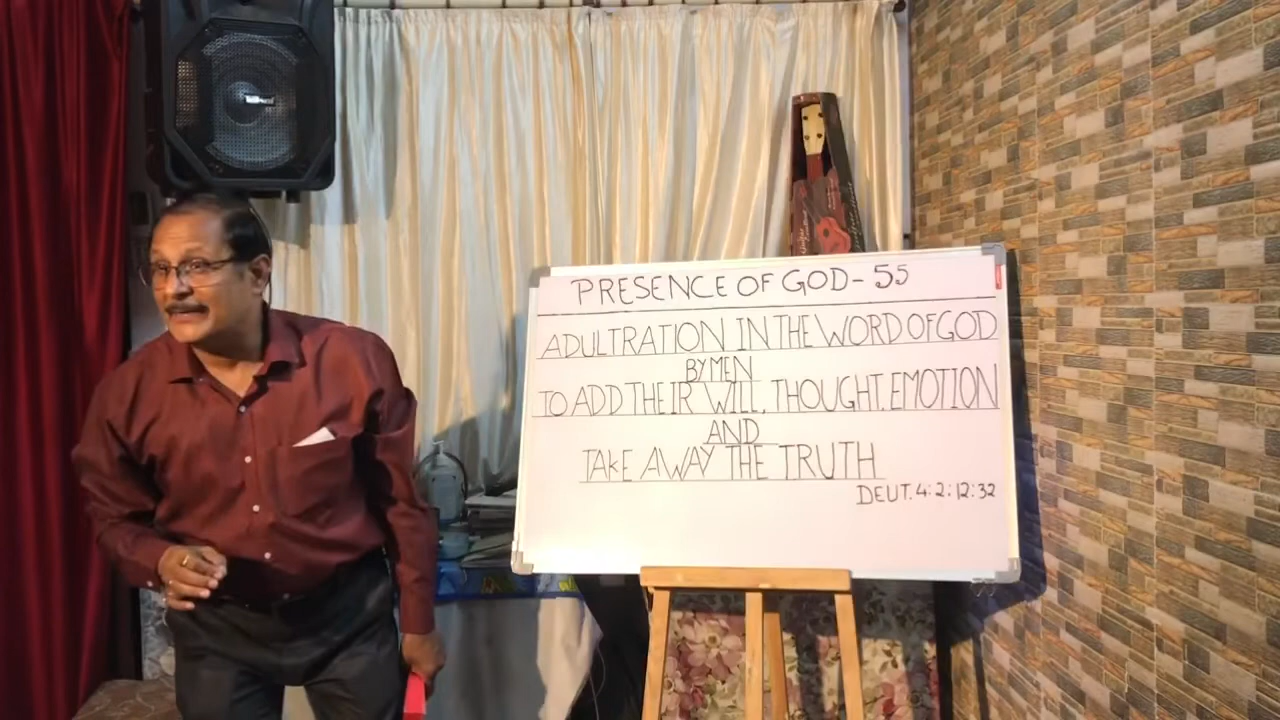 PRESENCE OF GOD - 55
ADULTRATION IN THE WORD OF GOD
BY MEN
TO ADD THEIR WILL, THOUGHT, EMOTION
AND
TAKE AWAY THE TRUTH
DEUT. 4:2:12:32